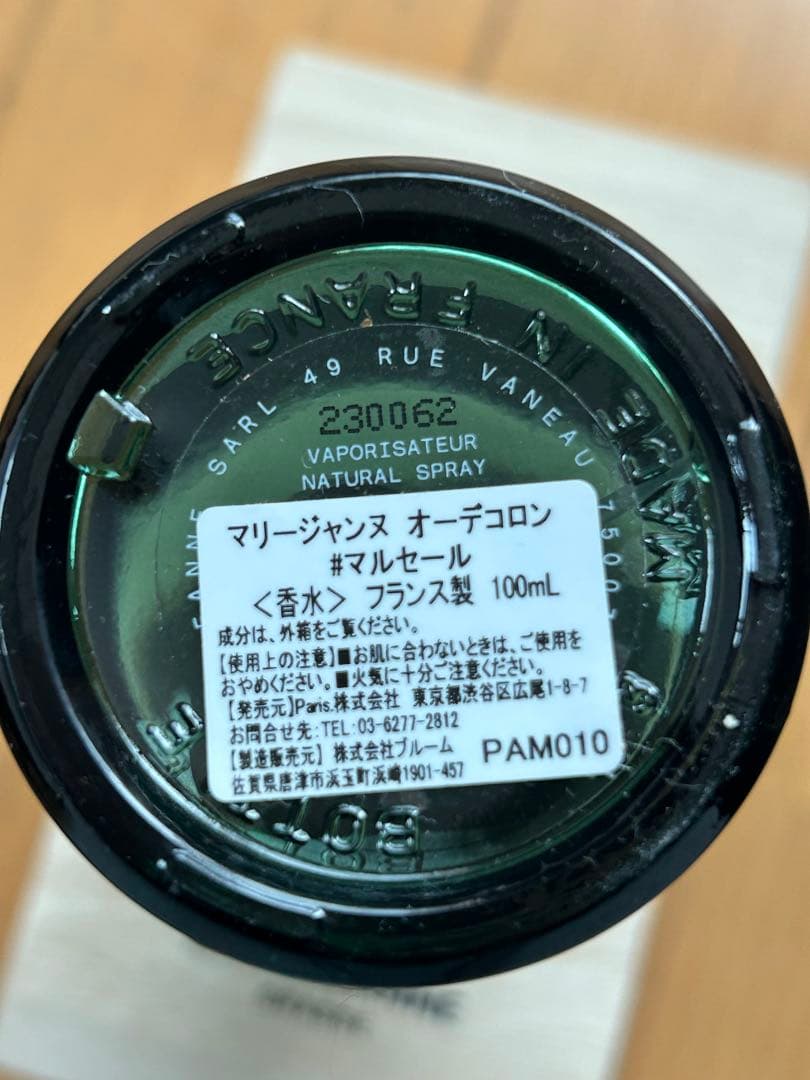 MADE IN FRANCE
SARL 49 RUE VANEAU
230062
VAPORISATEUR
NATURAL SPRAY
マリージャンヌ オーデコロン
#マルセール
＜香水＞ フランス製 100mL
成分は、外箱をご覧ください。
【使用上の注意】■お肌に合わないときは、ご使用を
おやめください。■火気に十分ご注意ください。
【発売元】Paris.株式会社 東京都渋谷区広尾1-8-7
お問合せ先:TEL:03-6277-2812
【製造販売元】 株式会社ブルーム PAM010
佐賀県唐津市浜玉町浜崎1901-457